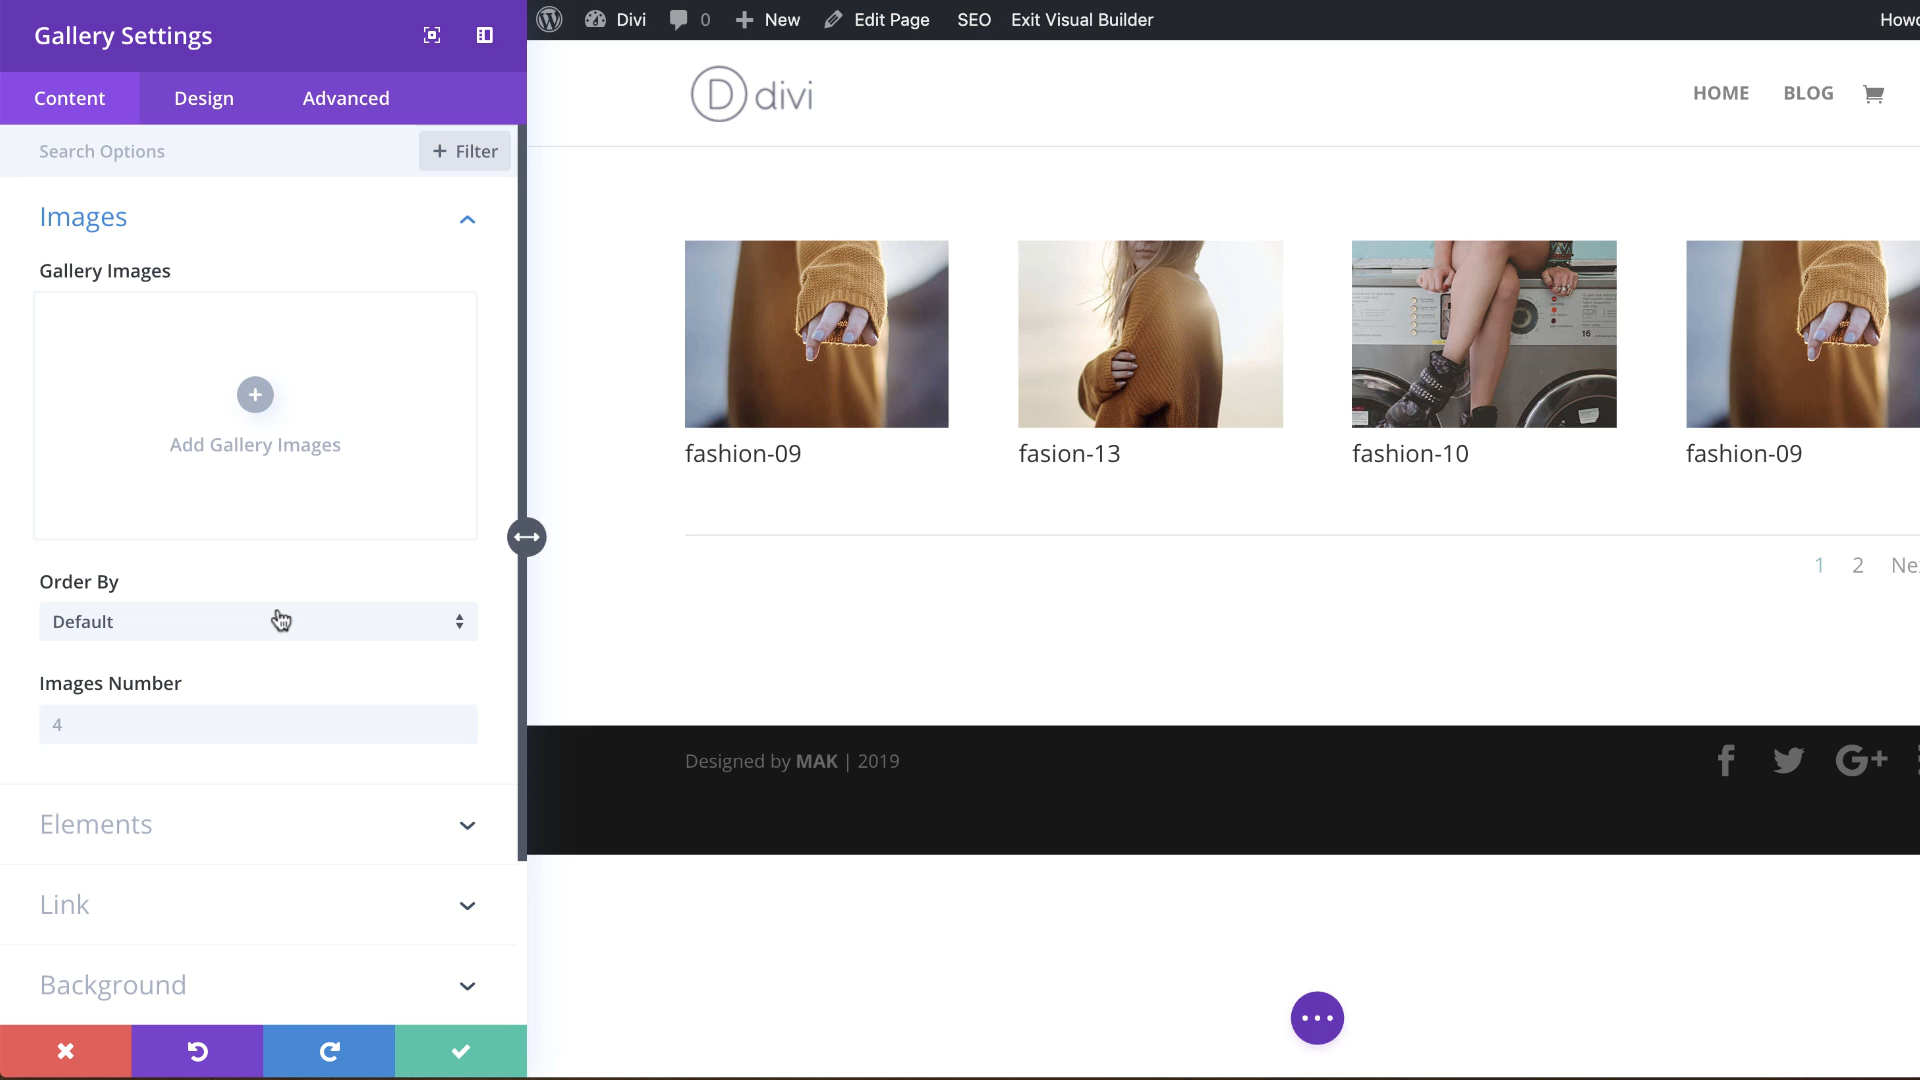 Gallery Settings
Content
Design
Advanced
Search Options
+ Filter
Images
Gallery Images
Add Gallery Images
Order By
Default
Images Number
4
Elements
Link
Background
Divi
0
New
Edit Page
SEO
Exit Visual Builder
D divi
HOME
BLOG
16
fashion-09
fasion-13
fashion-10
fashion-09
1
2
Designed by MAK | 2019
G+